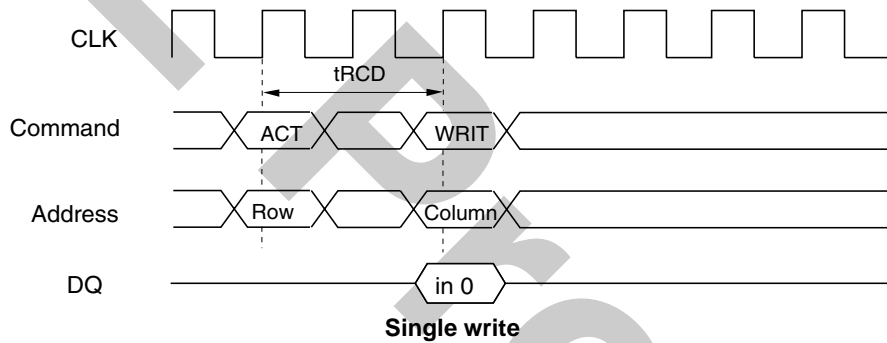 CLK
tRCD
Command ACT WRIT
Address Row Column
DQ in 0
Single write